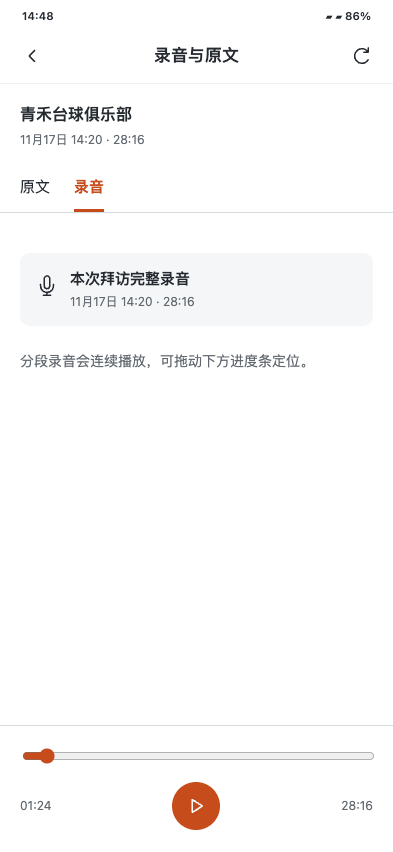 14:48
86%
录音与原文
青禾台球俱乐部
11月17日 14:20 · 28:16
原文 录音
本次拜访完整录音
11月17日 14:20 · 28:16
分段录音会连续播放，可拖动下方进度条定位。
01:24
28:16